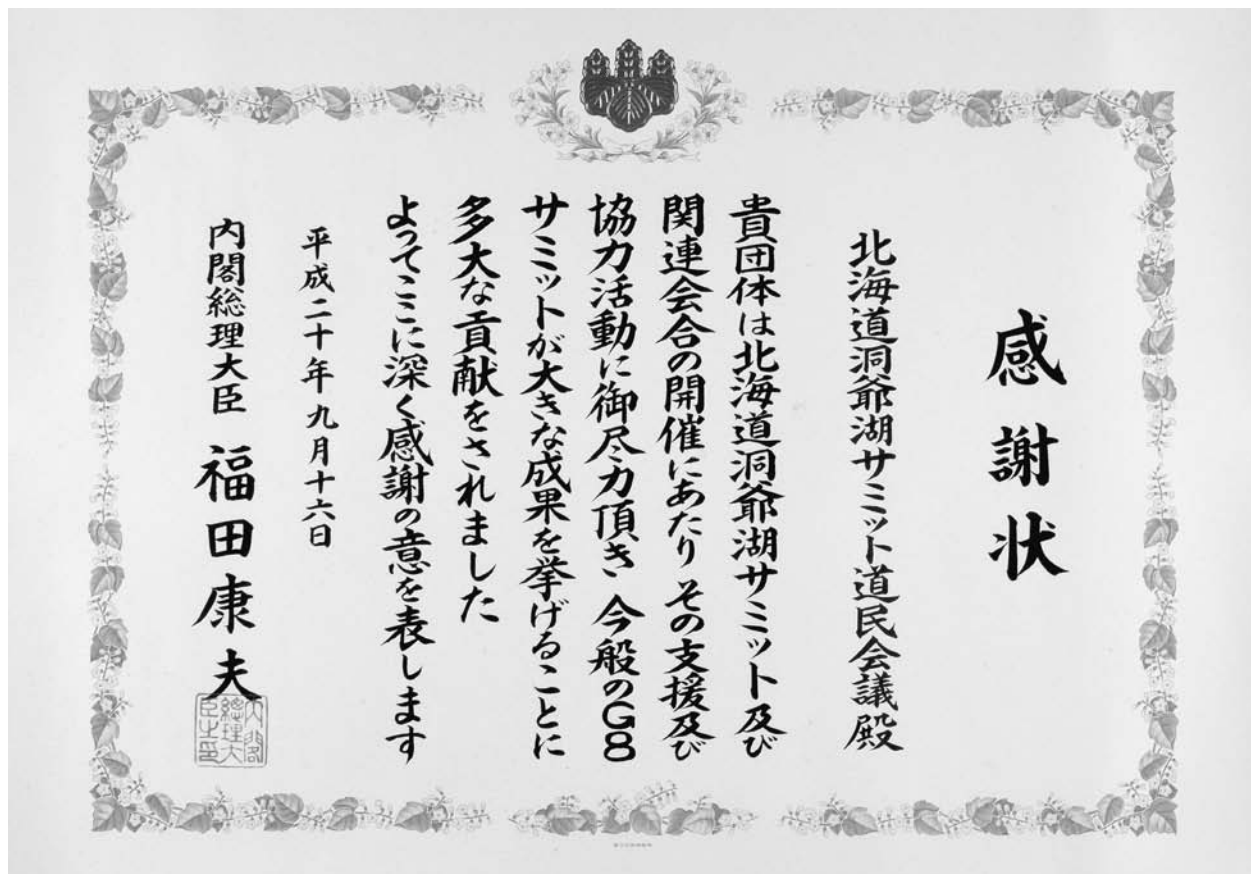 感謝状
北海道洞爺湖サミット道民会議殿
貴団体は北海道洞爺湖サミット及び
関連会合の開催にあたり その支援及び
協力活動に御尽力頂き 今般のG8
サミットが大きな成果を挙げることに
多大な貢献をされました
よってここに深く感謝の意を表します
平成二十年九月十六日
内閣総理大臣 福田康夫
内閣
總理大
臣之印